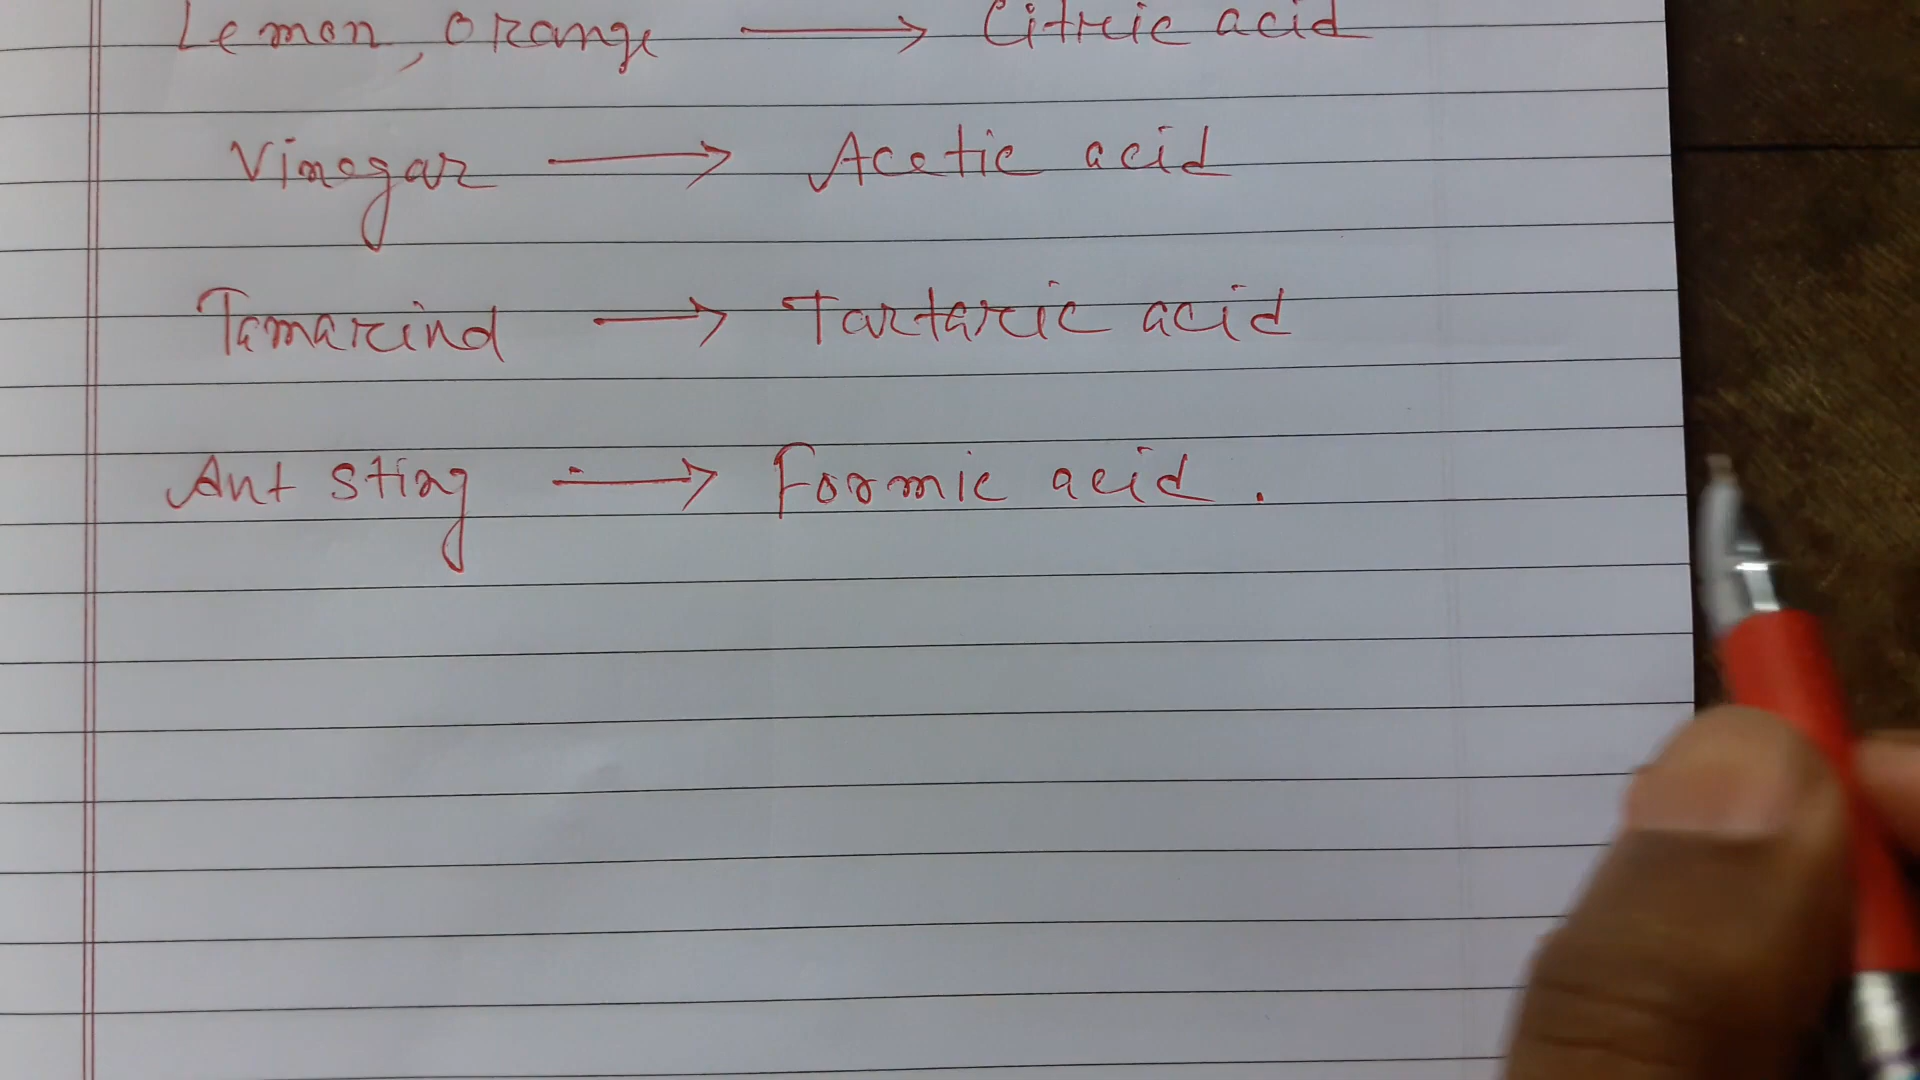 Lemon, Orange → Citric acid
Vinegar → Acetic acid
Tamarind → Tartaric acid
Ant sting → Formic acid.